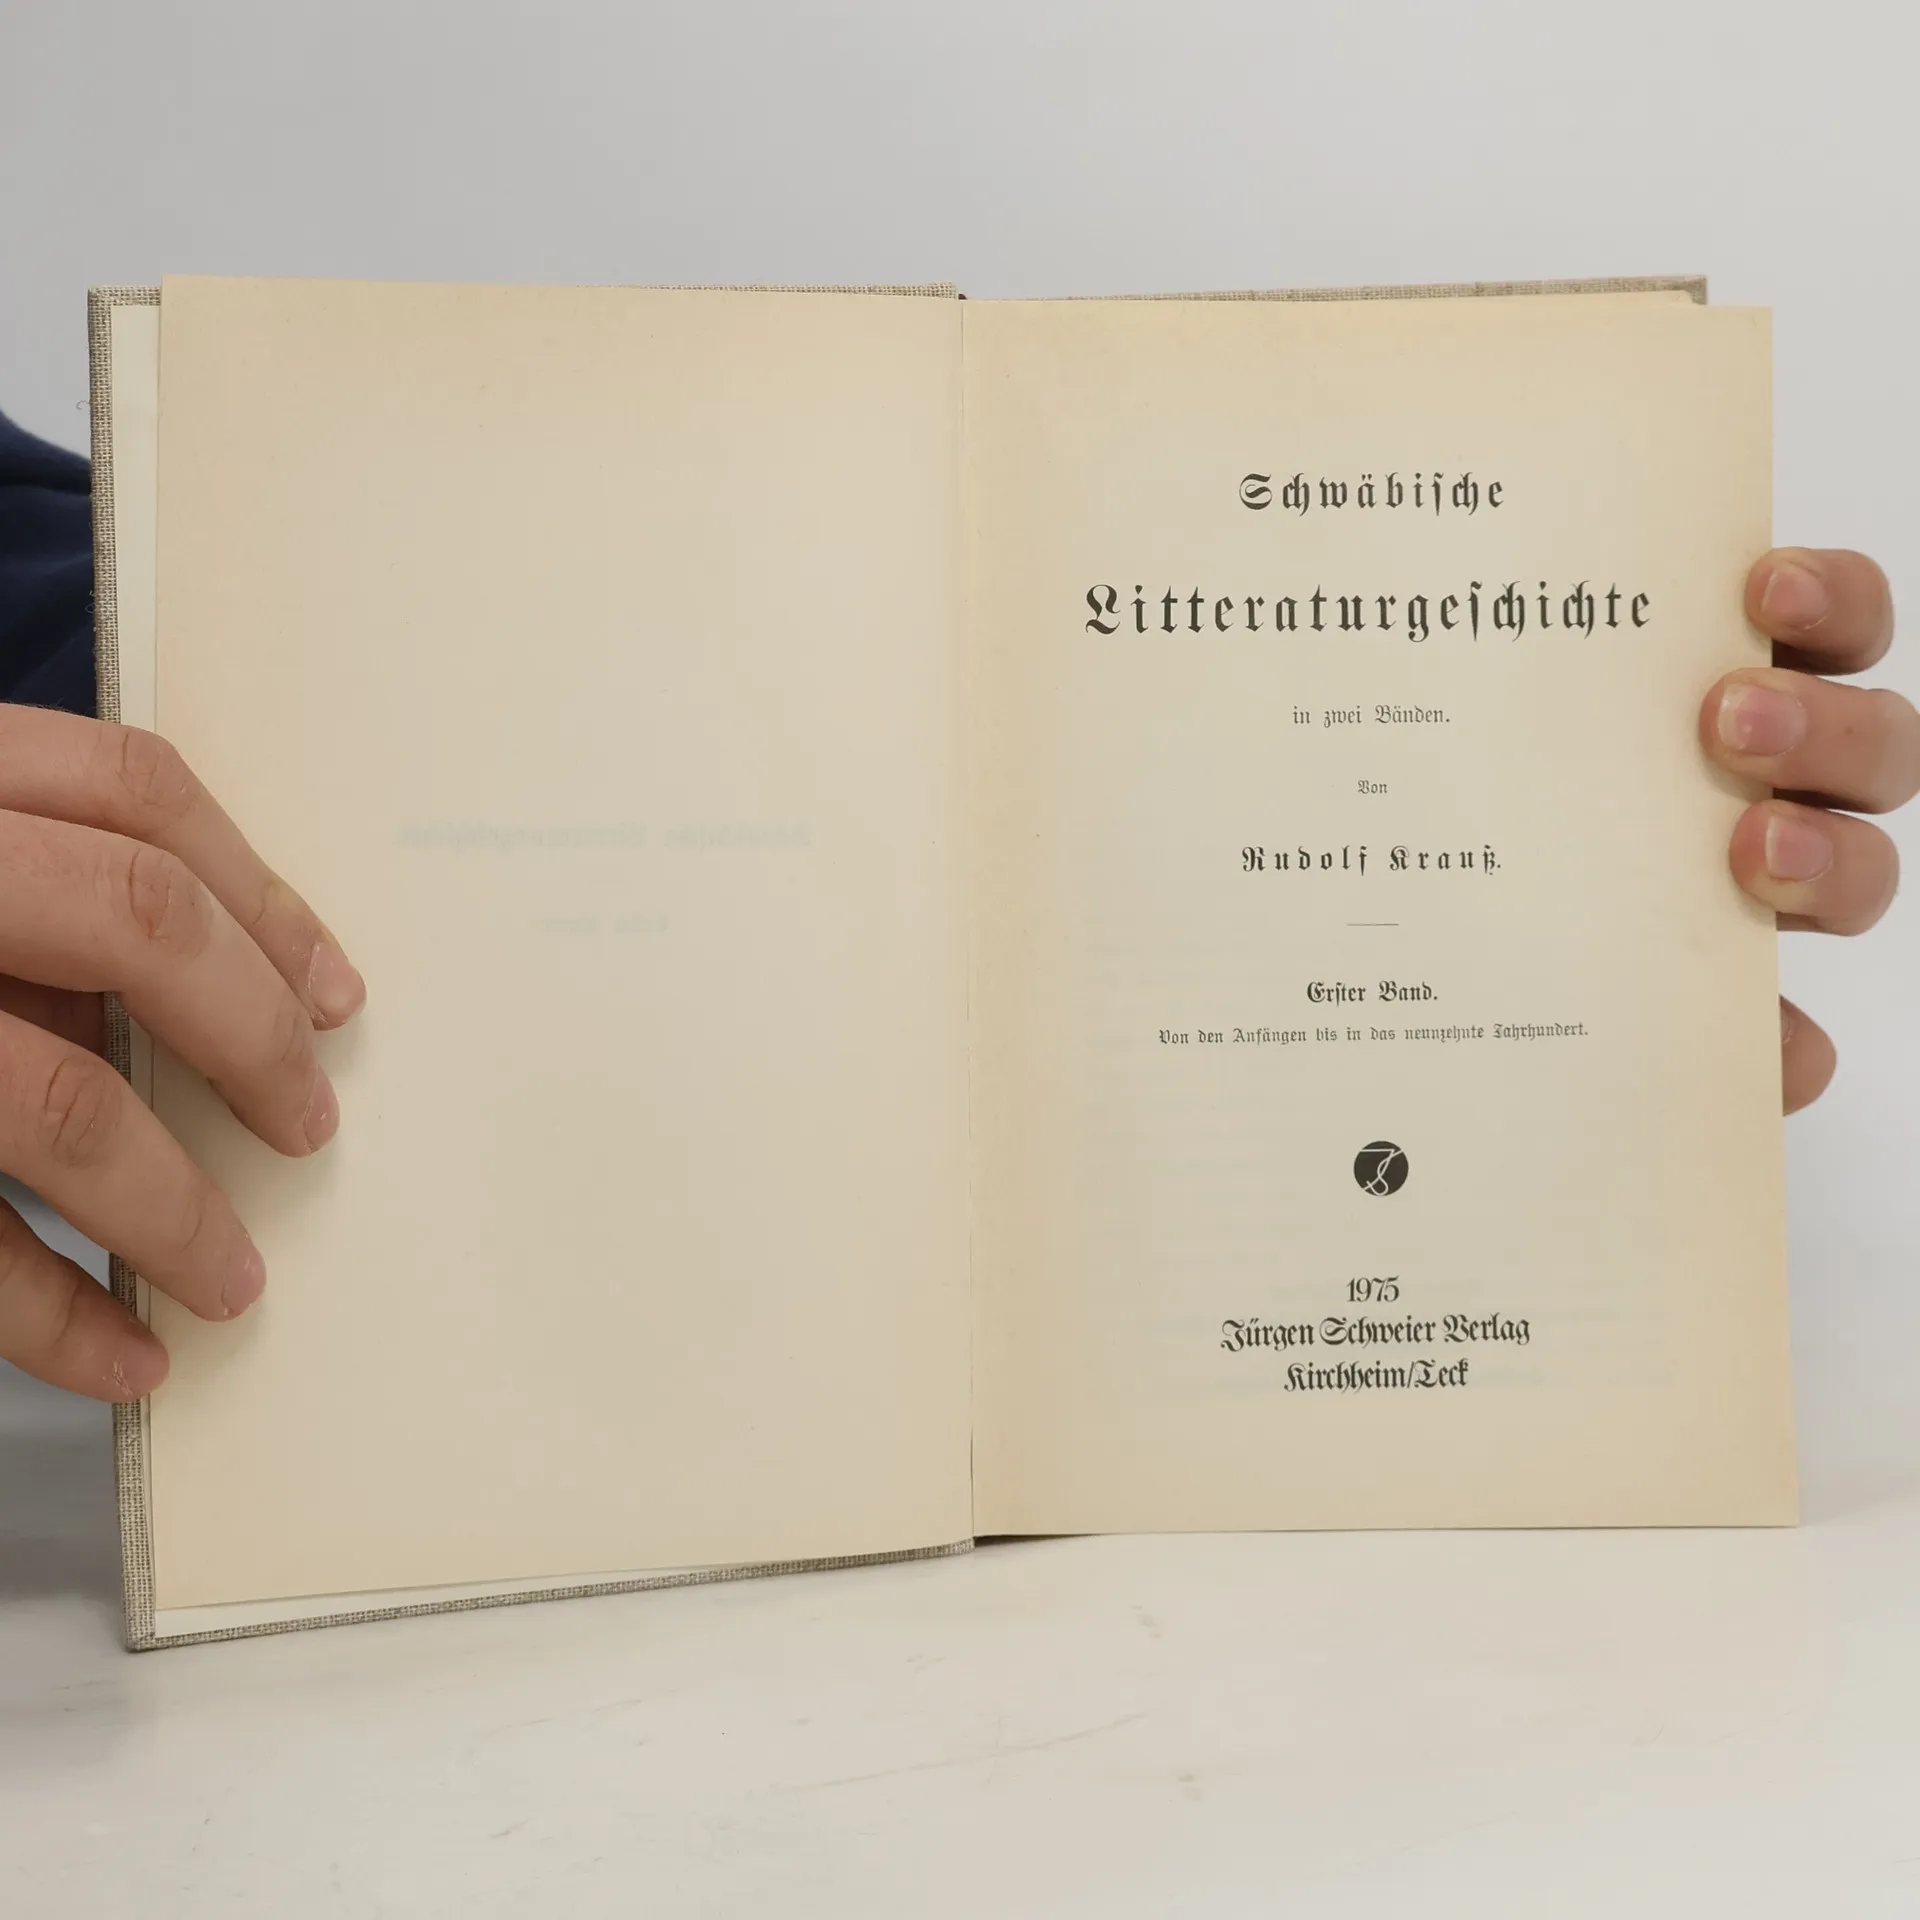 Schwäbiſche
Litteraturgeſchichte
in zwei Bänden.
Von
Rudolf Krauß.
Erſter Band.
Von den Anfängen bis in das neunzehnte Jahrhundert.
1975
Jürgen Schweier Verlag
Kirchheim/Teck